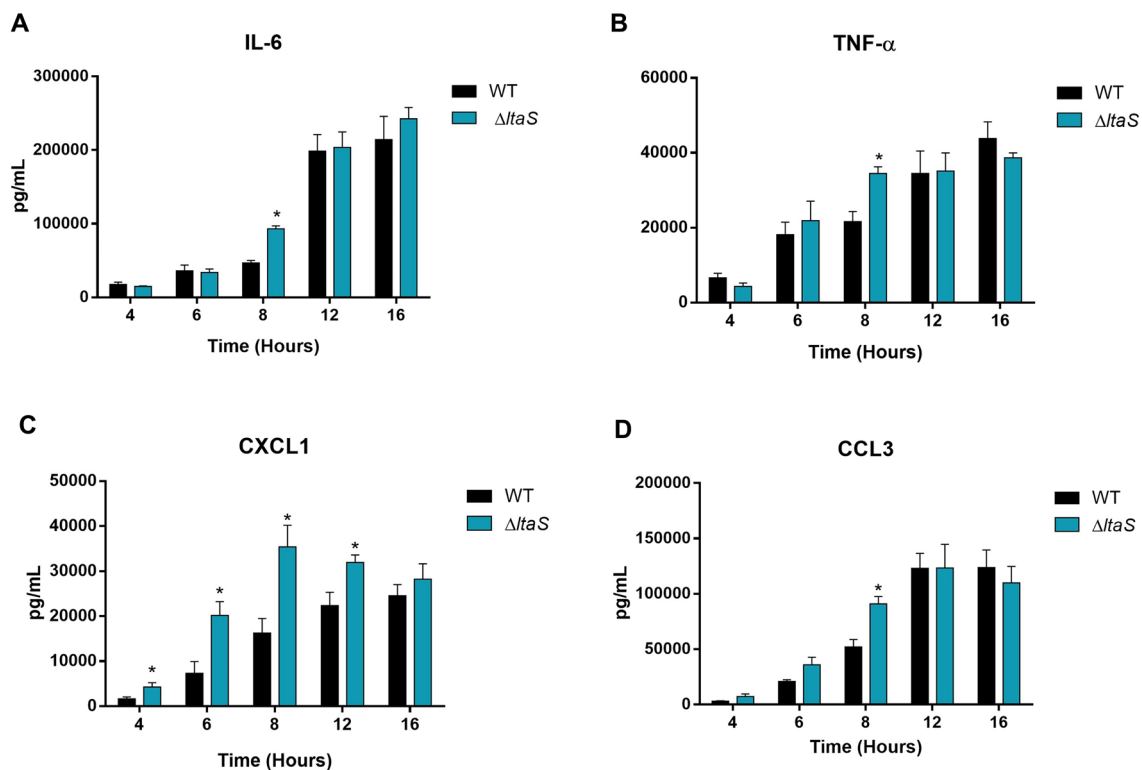 A
IL-6
300000
200000
100000
0
pg/mL
4 6 8 12 16
Time (Hours)
WT
ΔltaS
*
B
TNF-α
60000
40000
20000
0
4 6 8 12 16
Time (Hours)
WT
ΔltaS
*
C
CXCL1
50000
40000
30000
20000
10000
0
pg/mL
4 6 8 12 16
Time (Hours)
WT
ΔltaS
* * * *
D
CCL3
200000
150000
100000
50000
0
pg/mL
4 6 8 12 16
Time (Hours)
WT
ΔltaS
*